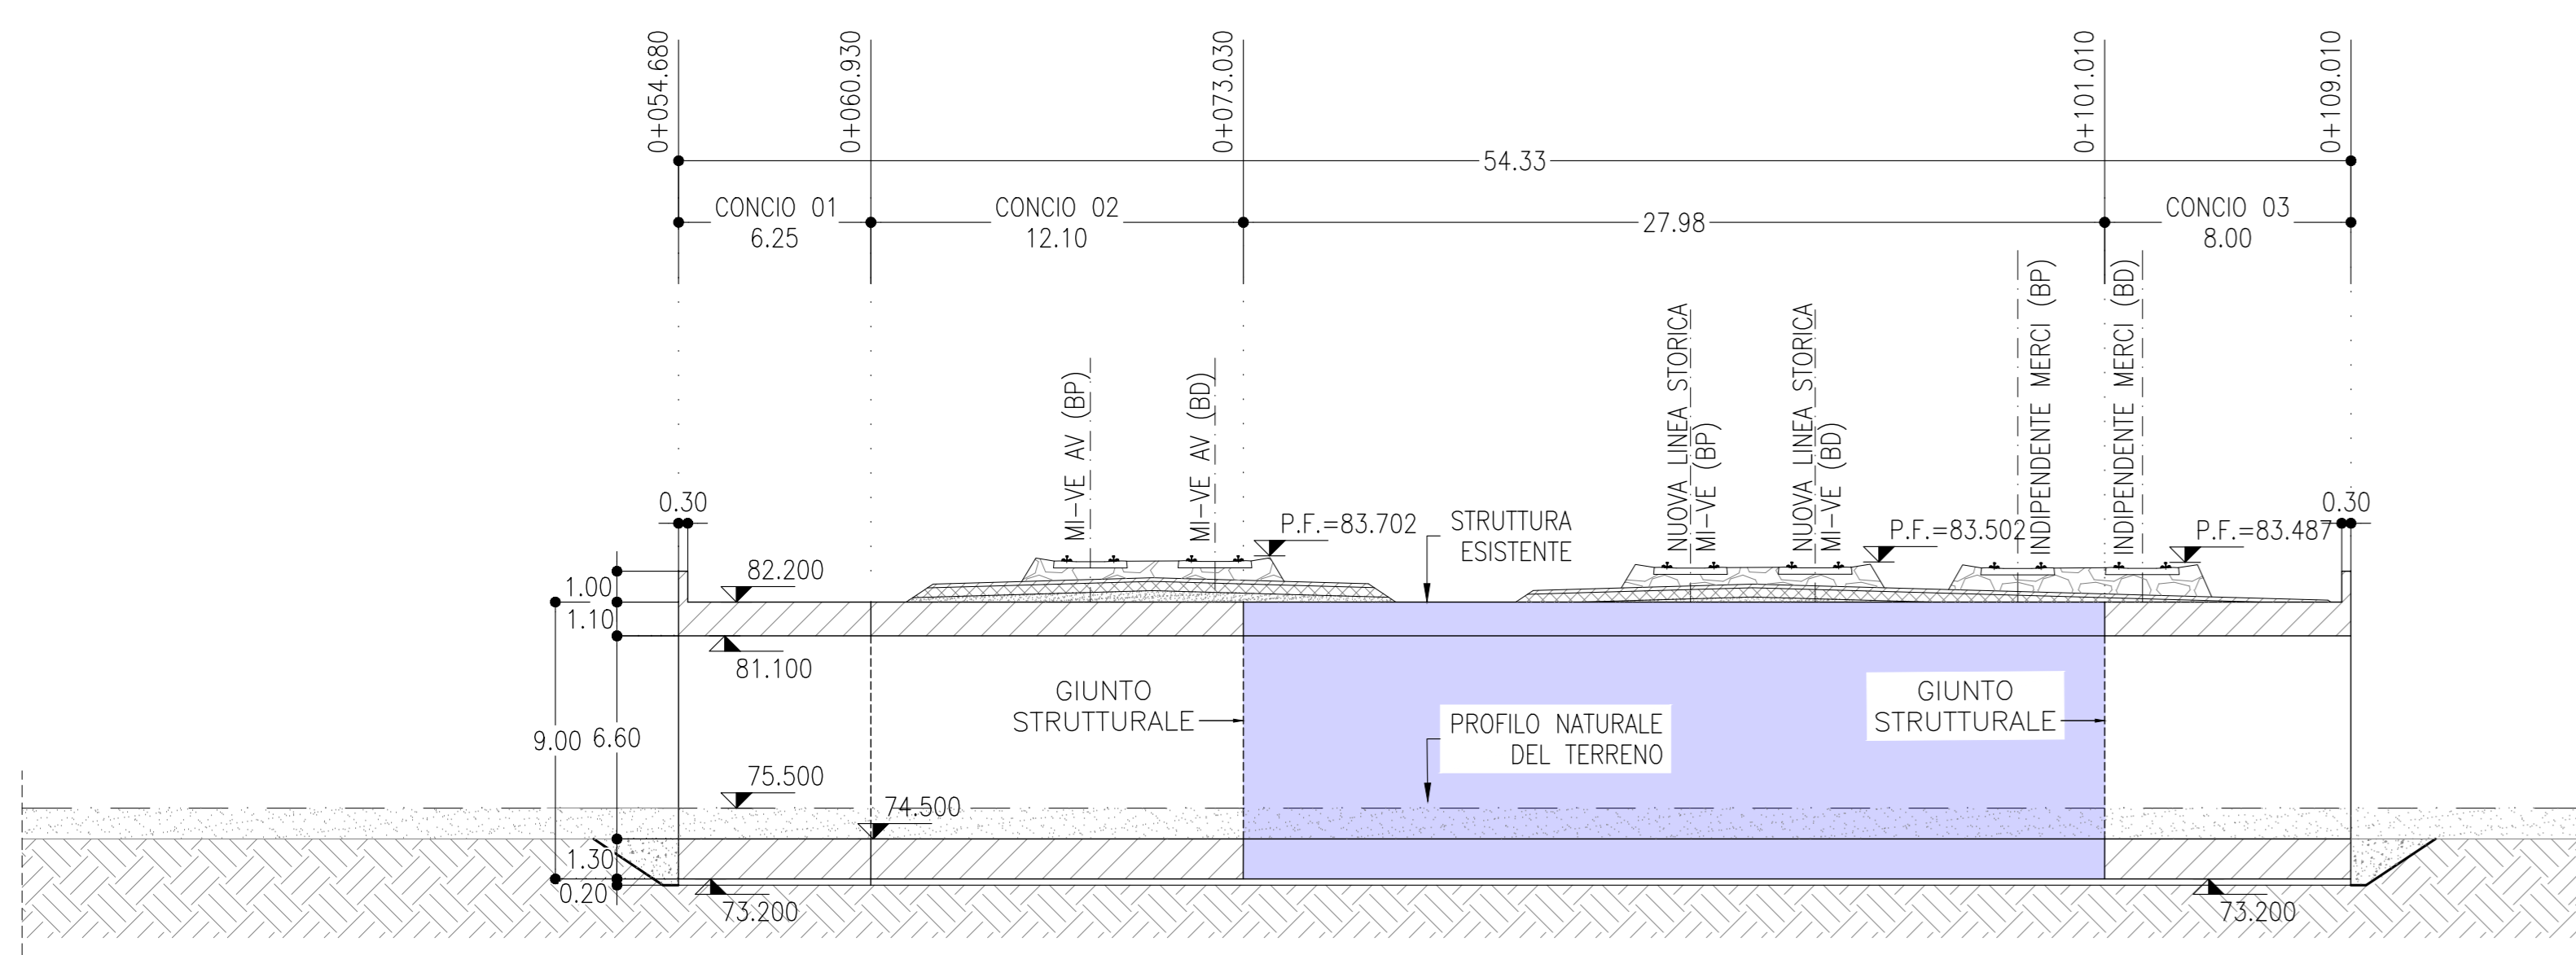 0+054.680
0+060.930
0+073.030
0+101.010
0+109.010
54.33
CONCIO 01
6.25
CONCIO 02
12.10
27.98
CONCIO 03
8.00
MI-VE AV (BP)
MI-VE AV (BD)
NUOVA LINEA STORICA
MI-VE (BP)
NUOVA LINEA STORICA
MI-VE (BD)
INDIPENDENTE MERCI (BP)
INDIPENDENTE MERCI (BD)
0.30
P.F.=83.702
STRUTTURA
ESISTENTE
P.F.=83.502
P.F.=83.487
0.30
1.00
1.10
82.200
81.100
GIUNTO
STRUTTURALE
GIUNTO
STRUTTURALE
PROFILO NATURALE
DEL TERRENO
9.00
6.60
75.500
74.500
1.30
0.20
73.200
73.200